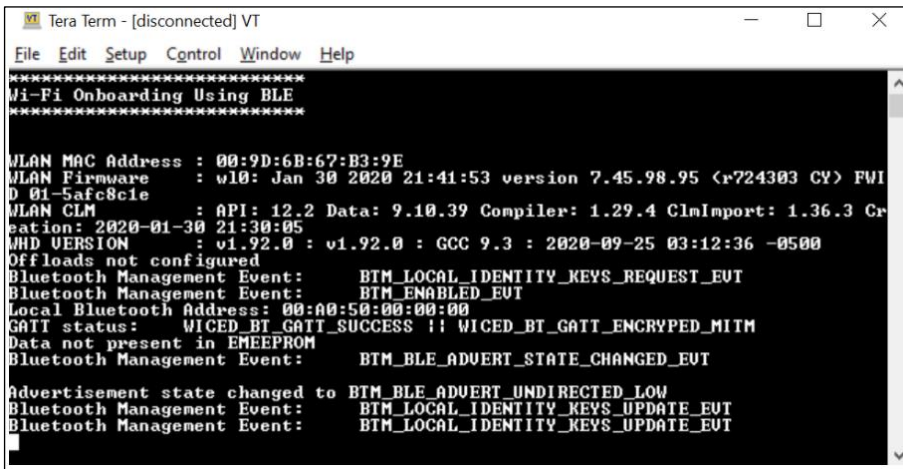 Tera Term - [disconnected] VT
File Edit Setup Control Window Help
*****************************
Wi-Fi Onboarding Using BLE
*****************************
WLAN MAC Address : 00:9D:6B:67:B3:9E
WLAN Firmware : wl0: Jan 30 2020 21:41:53 version 7.45.98.95 (r724303 CY) FWI
D 01-5afc8c1e
WLAN CLM : API: 12.2 Data: 9.10.39 Compiler: 1.29.4 ClmImport: 1.36.3 Cr
eation: 2020-01-30 21:30:05
WHD VERSION : v1.92.0 : v1.92.0 : GCC 9.3 : 2020-09-25 03:12:36 -0500
Offloads not configured
Bluetooth Management Event: BTM_LOCAL_IDENTITY_KEYS_REQUEST_EVT
Bluetooth Management Event: BTM_ENABLED_EVT
Local Bluetooth Address: 00:A0:50:00:00:00
GATT status: WICED_BT_GATT_SUCCESS || WICED_BT_GATT_ENCRYPED_MITM
Data not present in EMEEPROM
Bluetooth Management Event: BTM_BLE_ADVERT_STATE_CHANGED_EVT
Advertisement state changed to BTM_BLE_ADVERT_UNDIRECTED_LOW
Bluetooth Management Event: BTM_LOCAL_IDENTITY_KEYS_UPDATE_EVT
Bluetooth Management Event: BTM_LOCAL_IDENTITY_KEYS_UPDATE_EVT